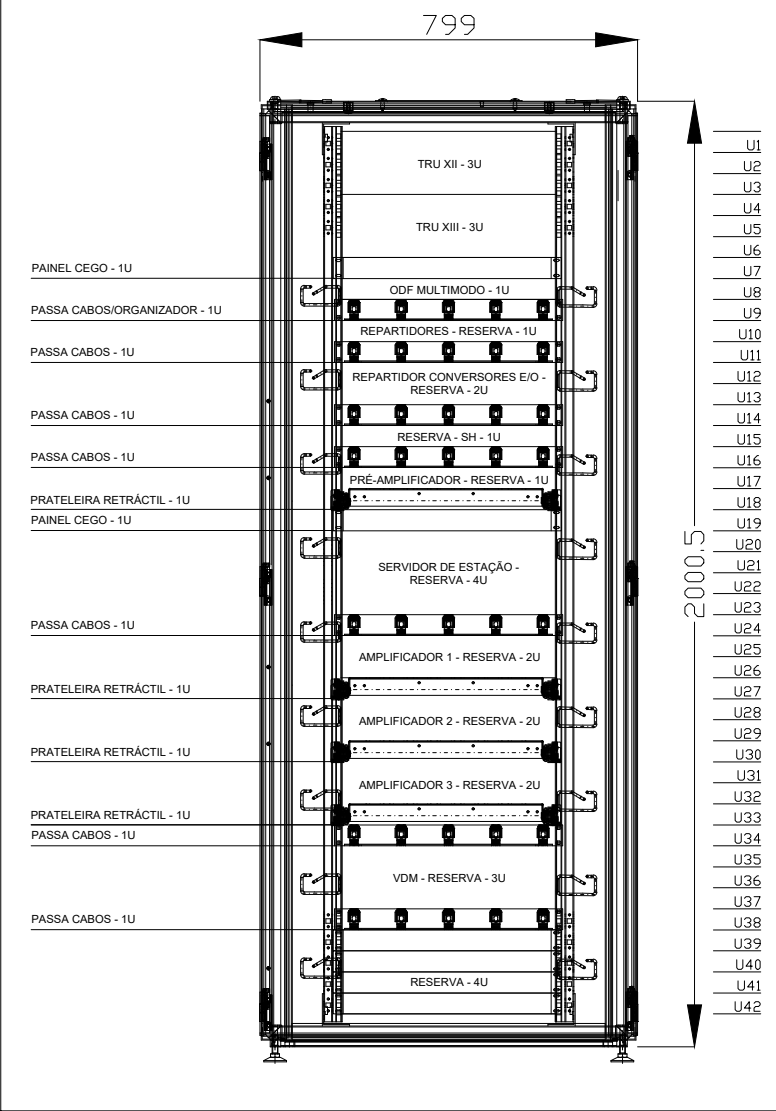 799
2000,5
TRU XII - 3U
TRU XIII - 3U
PAINEL CEGO - 1U
ODF MULTIMODO - 1U
PASSA CABOS/ORGANIZADOR - 1U
REPARTIDORES - RESERVA - 1U
PASSA CABOS - 1U
REPARTIDOR CONVERSORES E/O -
RESERVA - 2U
PASSA CABOS - 1U
RESERVA - SH - 1U
PASSA CABOS - 1U
PRÉ-AMPLIFICADOR - RESERVA - 1U
PRATELEIRA RETRÁCTIL - 1U
PAINEL CEGO - 1U
SERVIDOR DE ESTAÇÃO -
RESERVA - 4U
PASSA CABOS - 1U
AMPLIFICADOR 1 - RESERVA - 2U
PRATELEIRA RETRÁCTIL - 1U
AMPLIFICADOR 2 - RESERVA - 2U
PRATELEIRA RETRÁCTIL - 1U
AMPLIFICADOR 3 - RESERVA - 2U
PRATELEIRA RETRÁCTIL - 1U
PASSA CABOS - 1U
VDM - RESERVA - 3U
PASSA CABOS - 1U
RESERVA - 4U
U1
U2
U3
U4
U5
U6
U7
U8
U9
U10
U11
U12
U13
U14
U15
U16
U17
U18
U19
U20
U21
U22
U23
U24
U25
U26
U27
U28
U29
U30
U31
U32
U33
U34
U35
U36
U37
U38
U39
U40
U41
U42